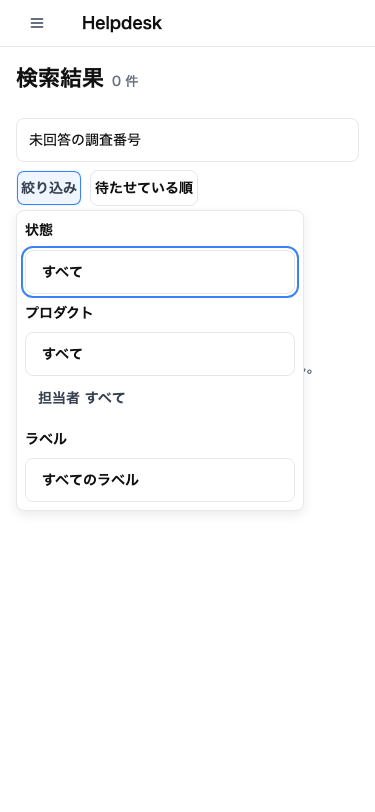 Helpdesk
検索結果 0 件
未回答の調査番号
絞り込み 待たせている順
状態
すべて
プロダクト
すべて
担当者 すべて
ラベル
すべてのラベル